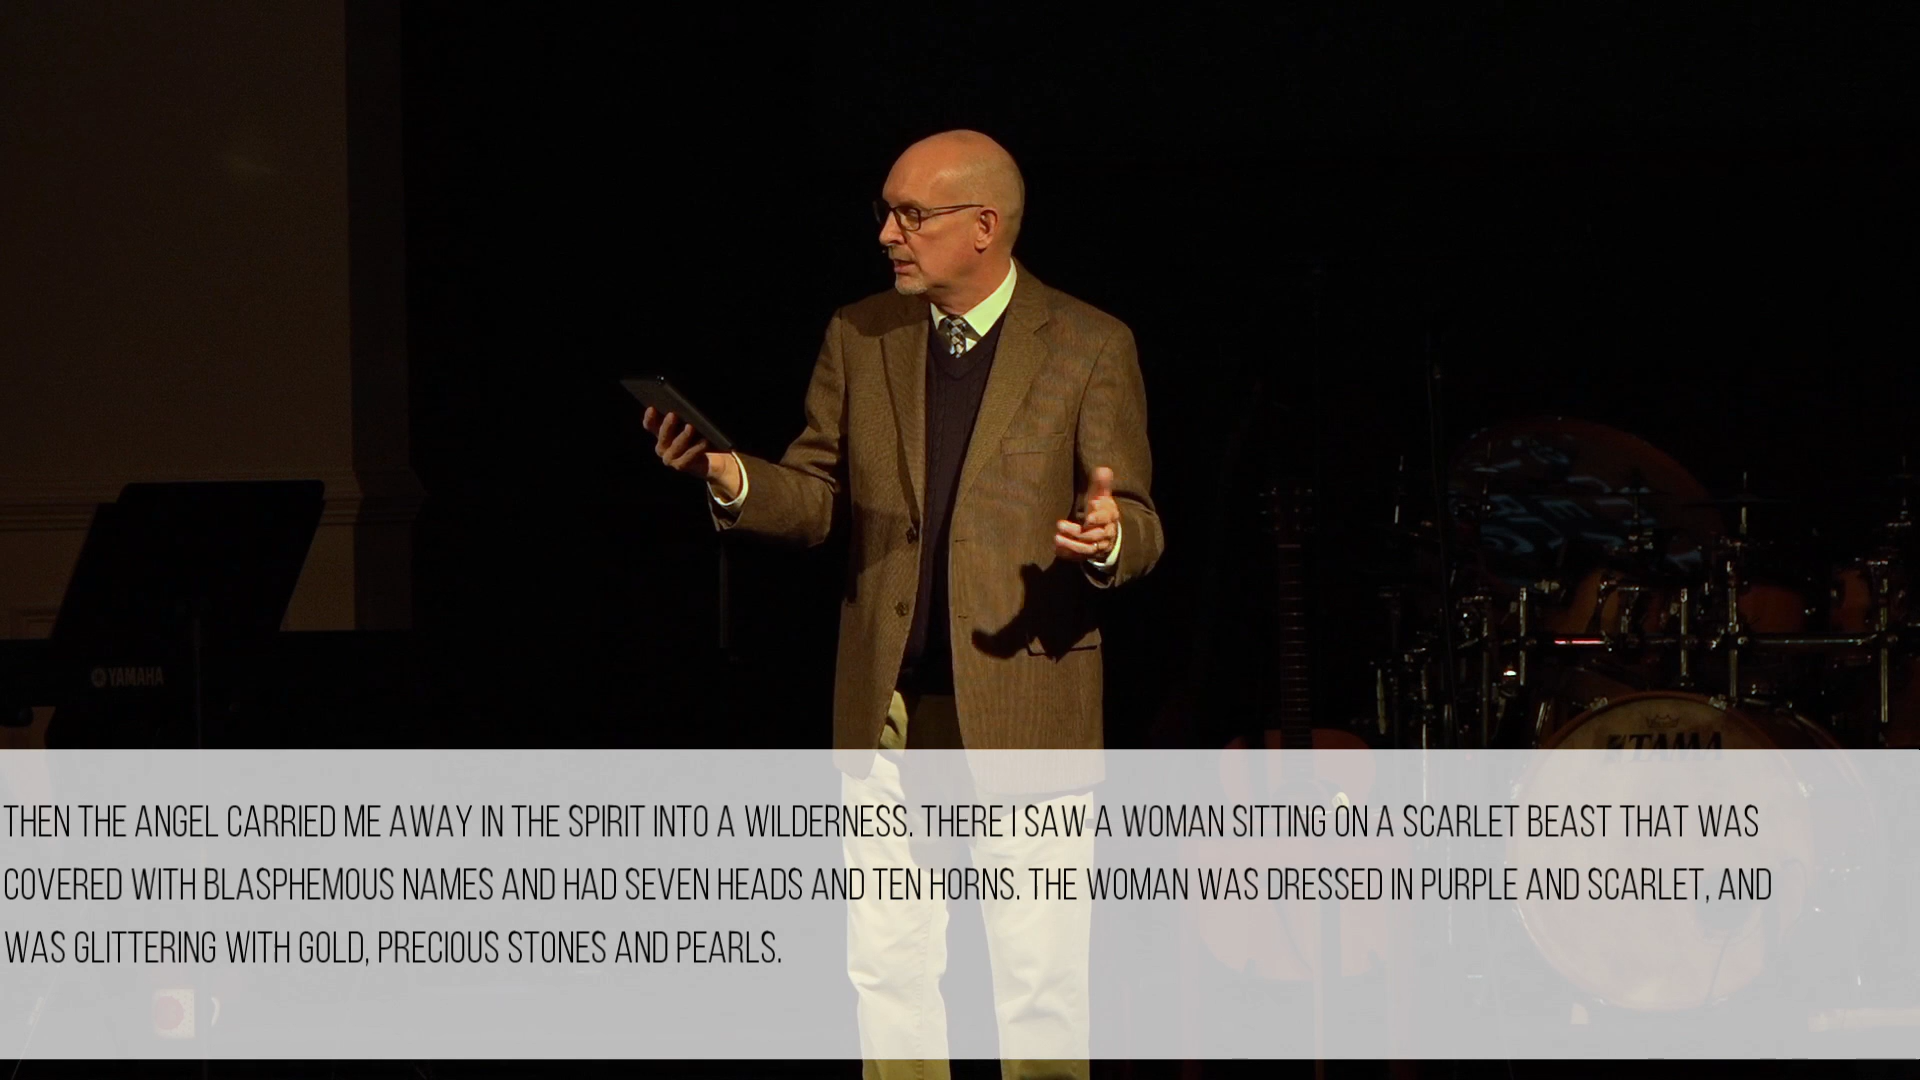 YAMAHA
TAMA
THEN THE ANGEL CARRIED ME AWAY IN THE SPIRIT INTO A WILDERNESS. THERE I SAW A WOMAN SITTING ON A SCARLET BEAST THAT WAS
COVERED WITH BLASPHEMOUS NAMES AND HAD SEVEN HEADS AND TEN HORNS. THE WOMAN WAS DRESSED IN PURPLE AND SCARLET, AND
WAS GLITTERING WITH GOLD, PRECIOUS STONES AND PEARLS.